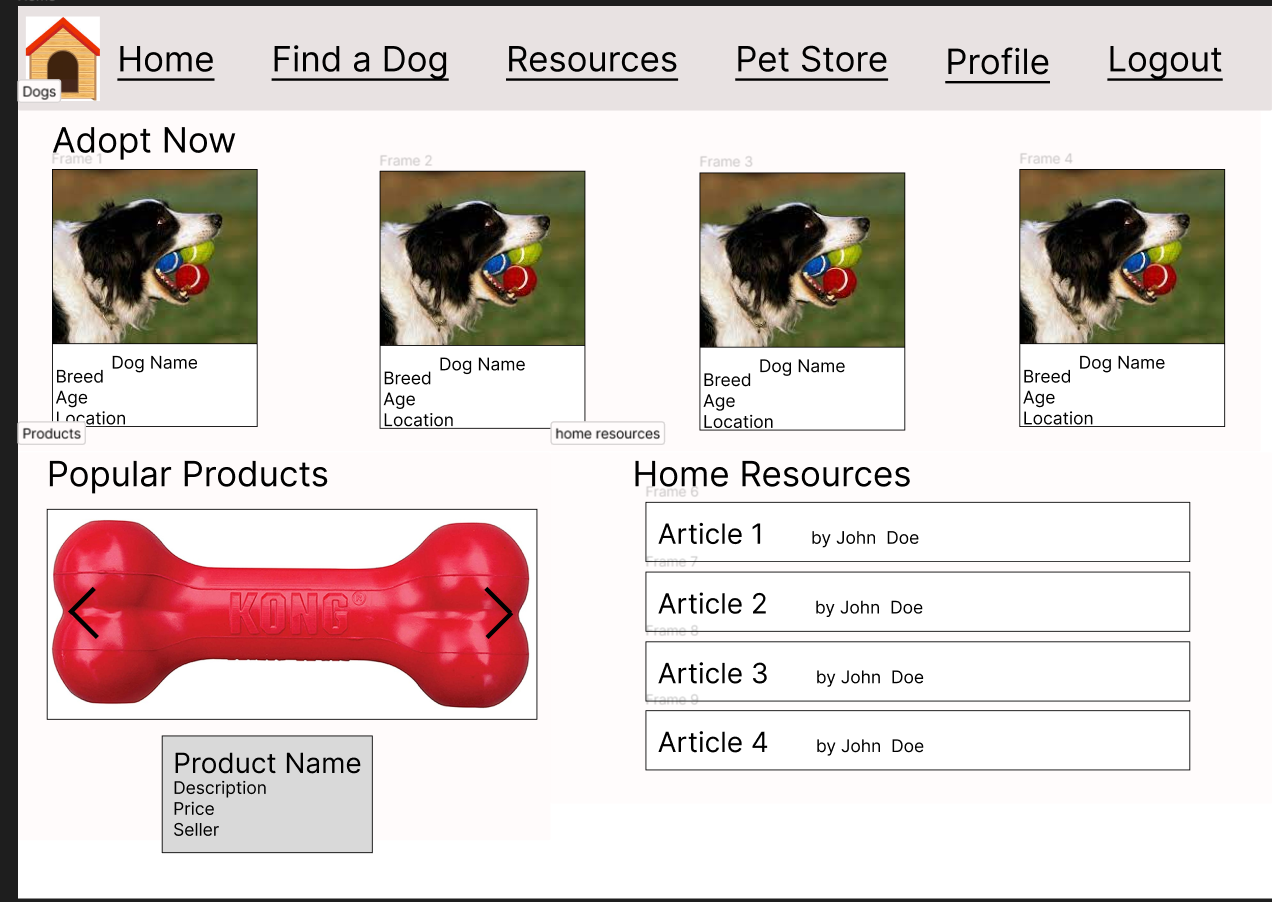 Home
Find a Dog
Resources
Pet Store
Profile
Logout
Dogs
Adopt Now
Frame 1
Frame 2
Frame 3
Frame 4
Dog Name
Breed
Age
Location
Dog Name
Breed
Age
Location
Dog Name
Breed
Age
Location
Dog Name
Breed
Age
Location
Products
home resources
Popular Products
KONG®
Product Name
Description
Price
Seller
Home Resources
Frame 6
Article 1 by John Doe
Frame 7
Article 2 by John Doe
Frame 8
Article 3 by John Doe
Frame 9
Article 4 by John Doe